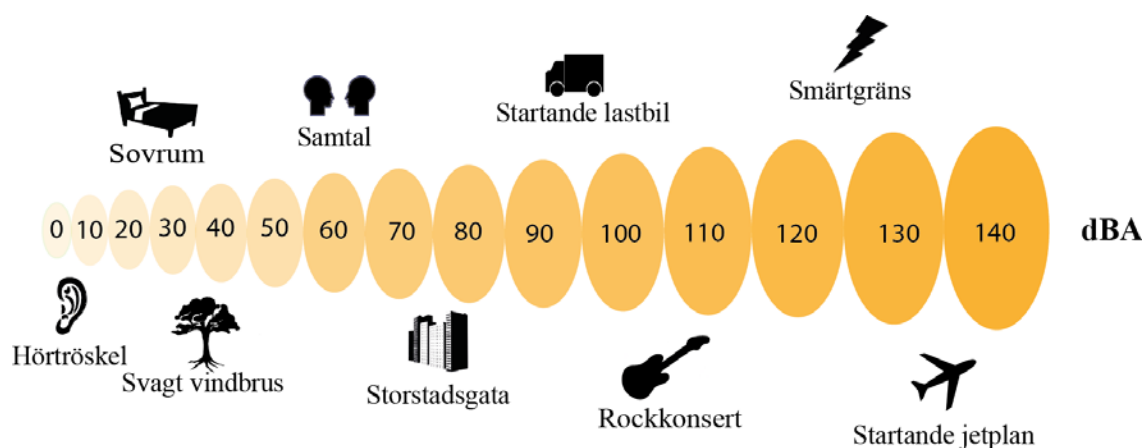 Sovrum
Samtal
Startande lastbil
Smärtgräns
0 10 20 30 40 50 60 70 80 90 100 110 120 130 140 dBA
Hörtröskel
Svagt vindbrus
Storstadsgata
Rockkonsert
Startande jetplan